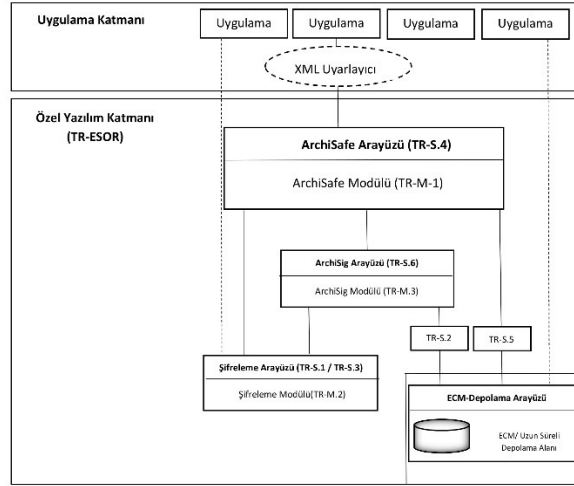 Uygulama Katmanı
Uygulama
Uygulama
Uygulama
Uygulama
XML Uyarlayıcı
Özel Yazılım Katmanı
(TR-ESOR)
ArchiSafe Arayüzü (TR-S.4)
ArchiSafe Modülü (TR-M-1)
ArchiSig Arayüzü (TR-S.6)
ArchiSig Modülü (TR-M.3)
TR-S.2
TR-S.5
Şifreleme Arayüzü (TR-S.1 / TR-S.3)
Şifreleme Modülü(TR-M.2)
ECM-Depolama Arayüzü
ECM/ Uzun Süreli
Depolama Alanı